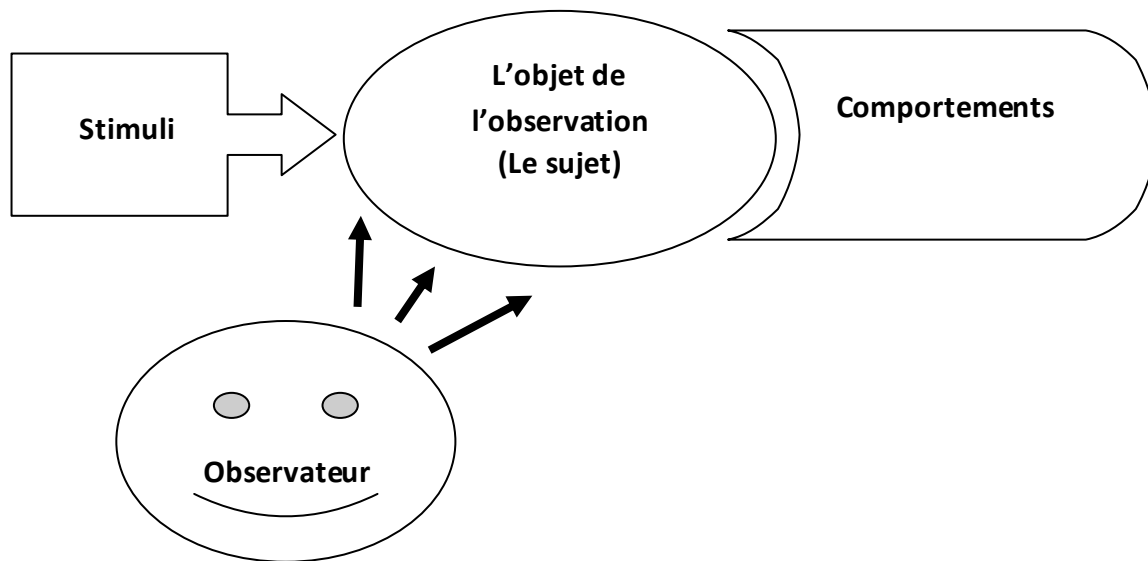 Stimuli
L’objet de
l’observation
(Le sujet)
Comportements
Observateur